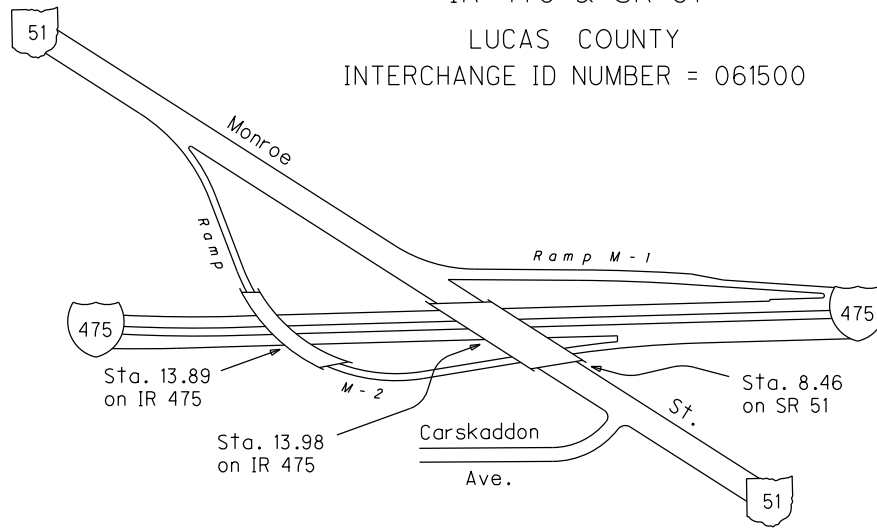 LUCAS COUNTY
INTERCHANGE ID NUMBER = 061500
51
Monroe
Ramp
Ramp M-1
475
475
Sta. 13.89
on IR 475
M-2
Sta. 8.46
on SR 51
St.
Sta. 13.98
on IR 475
Carskaddon
Ave.
51